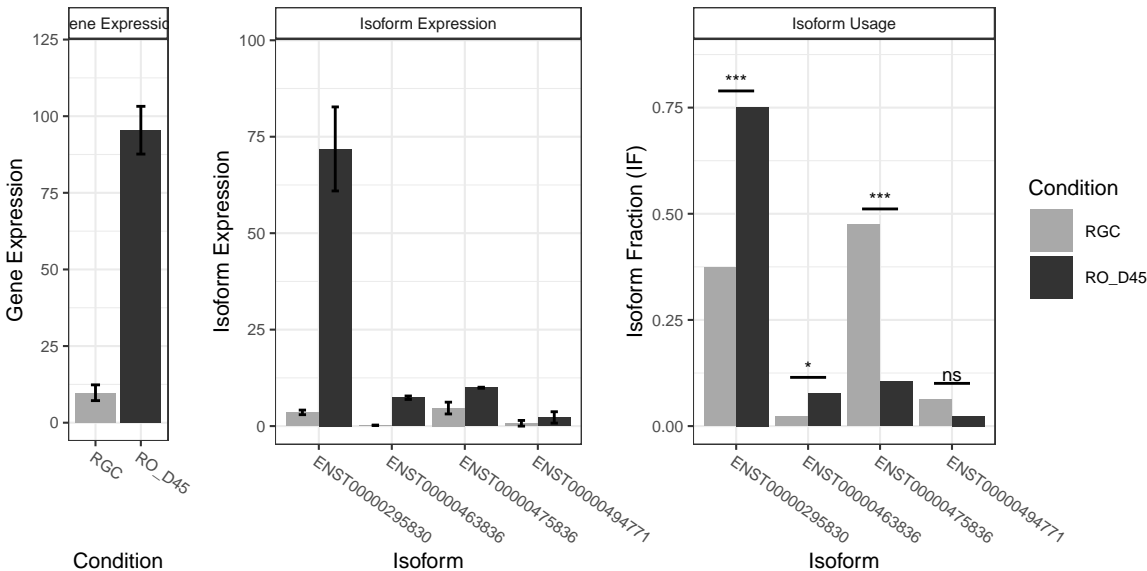 ene Expressio
Gene Expression
125
100
75
50
25
0
RGC
RO_D45
Condition
Isoform Expression
Isoform Expression
100
75
50
25
0
ENST00000295830
ENST00000463836
ENST00000475836
ENST00000494771
Isoform
Isoform Usage
Isoform Fraction (IF)
0.75
0.50
0.25
0.00
***
*
***
ns
ENST00000295830
ENST00000463836
ENST00000475836
ENST00000494771
Isoform
Condition
RGC
RO_D45